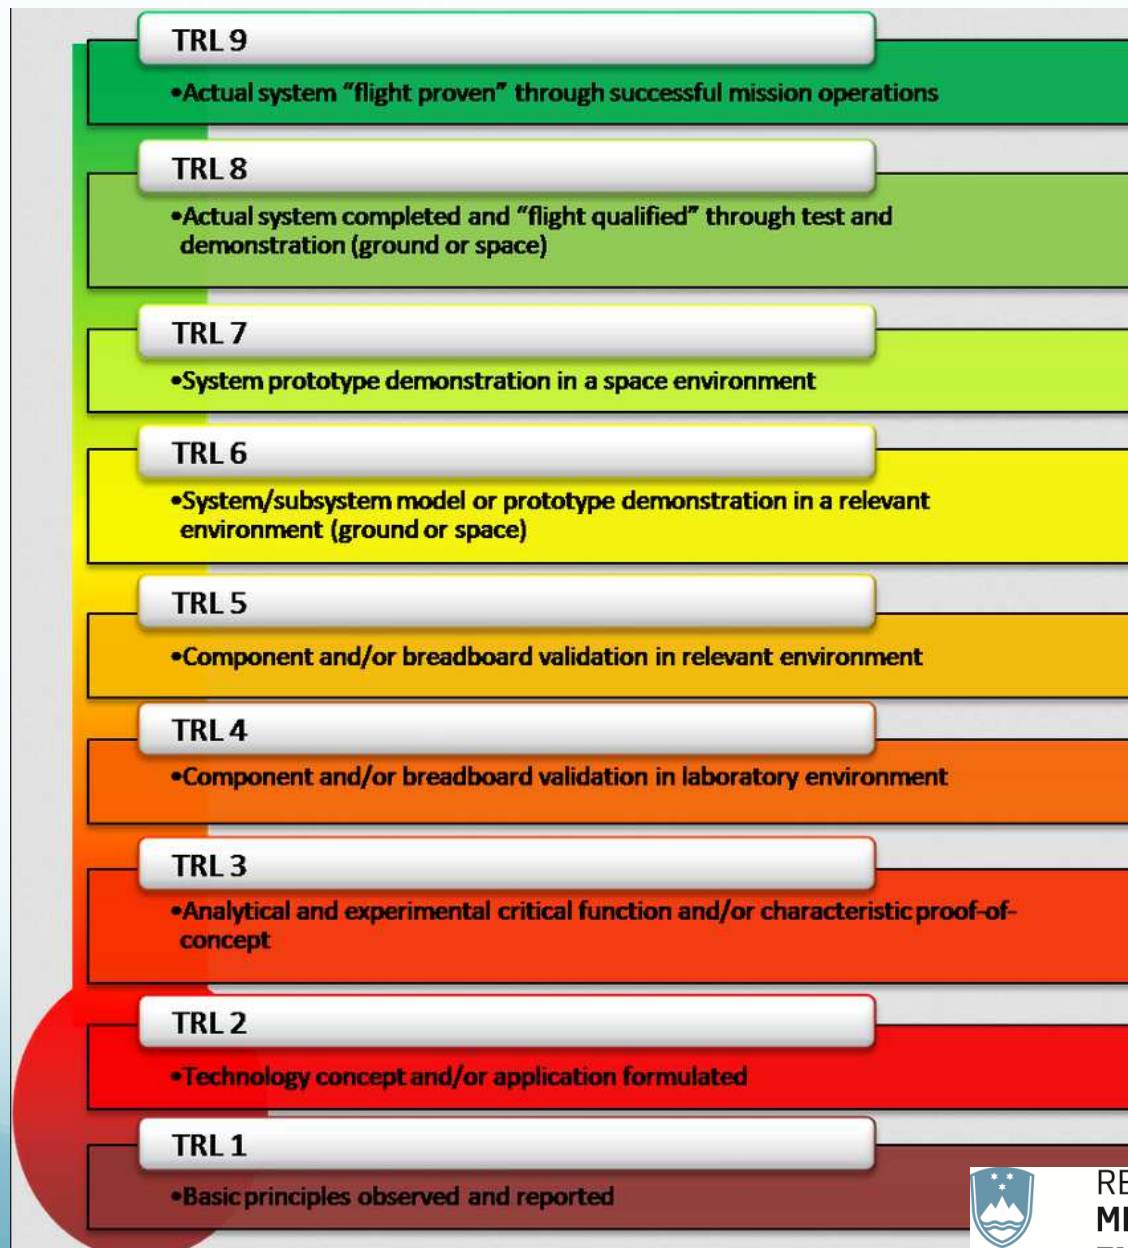 TRL 9
•Actual system “flight proven” through successful mission operations
TRL 8
•Actual system completed and “flight qualified” through test and
demonstration (ground or space)
TRL 7
•System prototype demonstration in a space environment
TRL 6
•System/subsystem model or prototype demonstration in a relevant
environment (ground or space)
TRL 5
•Component and/or breadboard validation in relevant environment
TRL 4
•Component and/or breadboard validation in laboratory environment
TRL 3
•Analytical and experimental critical function and/or characteristic proof-of-
concept
TRL 2
•Technology concept and/or application formulated
TRL 1
•Basic principles observed and reported